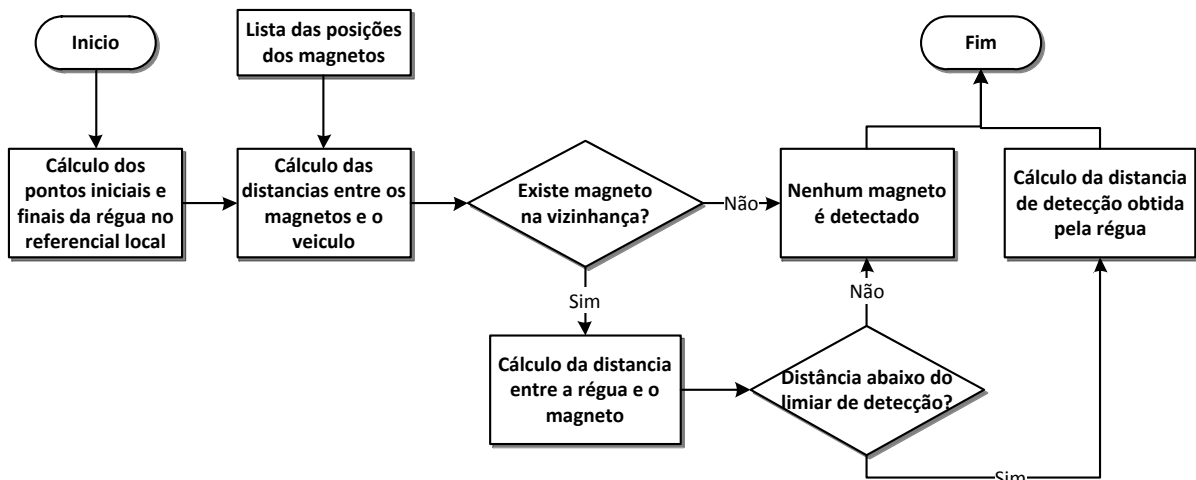 Inicio
Lista das posições
dos magnetos
Fim
Cálculo dos
pontos iniciais e
finais da régua no
referencial local
Cálculo das
distancias entre os
magnetos e o
veiculo
Existe magneto
na vizinhança?
Não
Nenhum magneto
é detectado
Cálculo da distancia
de detecção obtida
pela régua
Sim
Não
Cálculo da distancia
entre a régua e o
magneto
Distância abaixo do
limiar de detecção?
Sim